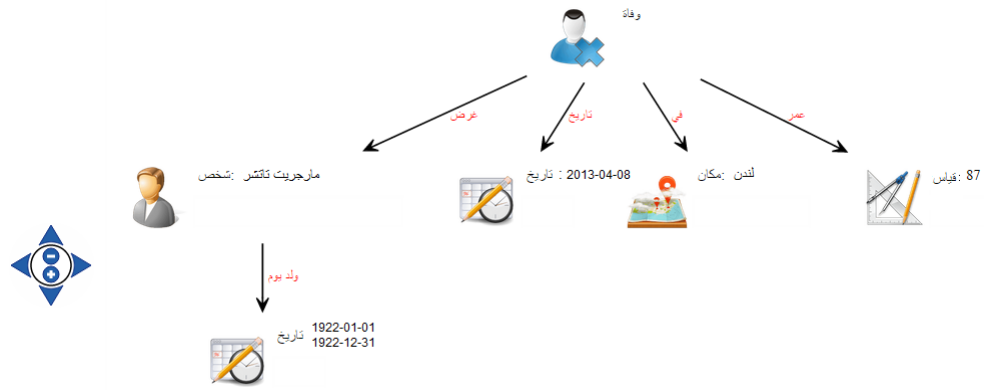 وفاة
غرض
تاريخ
في
عمر
شخص: مارجريت تاتشر
تاريخ : 2013-04-08
مكان: لندن
قياس: 87
ولد يوم
تاريخ
1922-01-01
1922-12-31